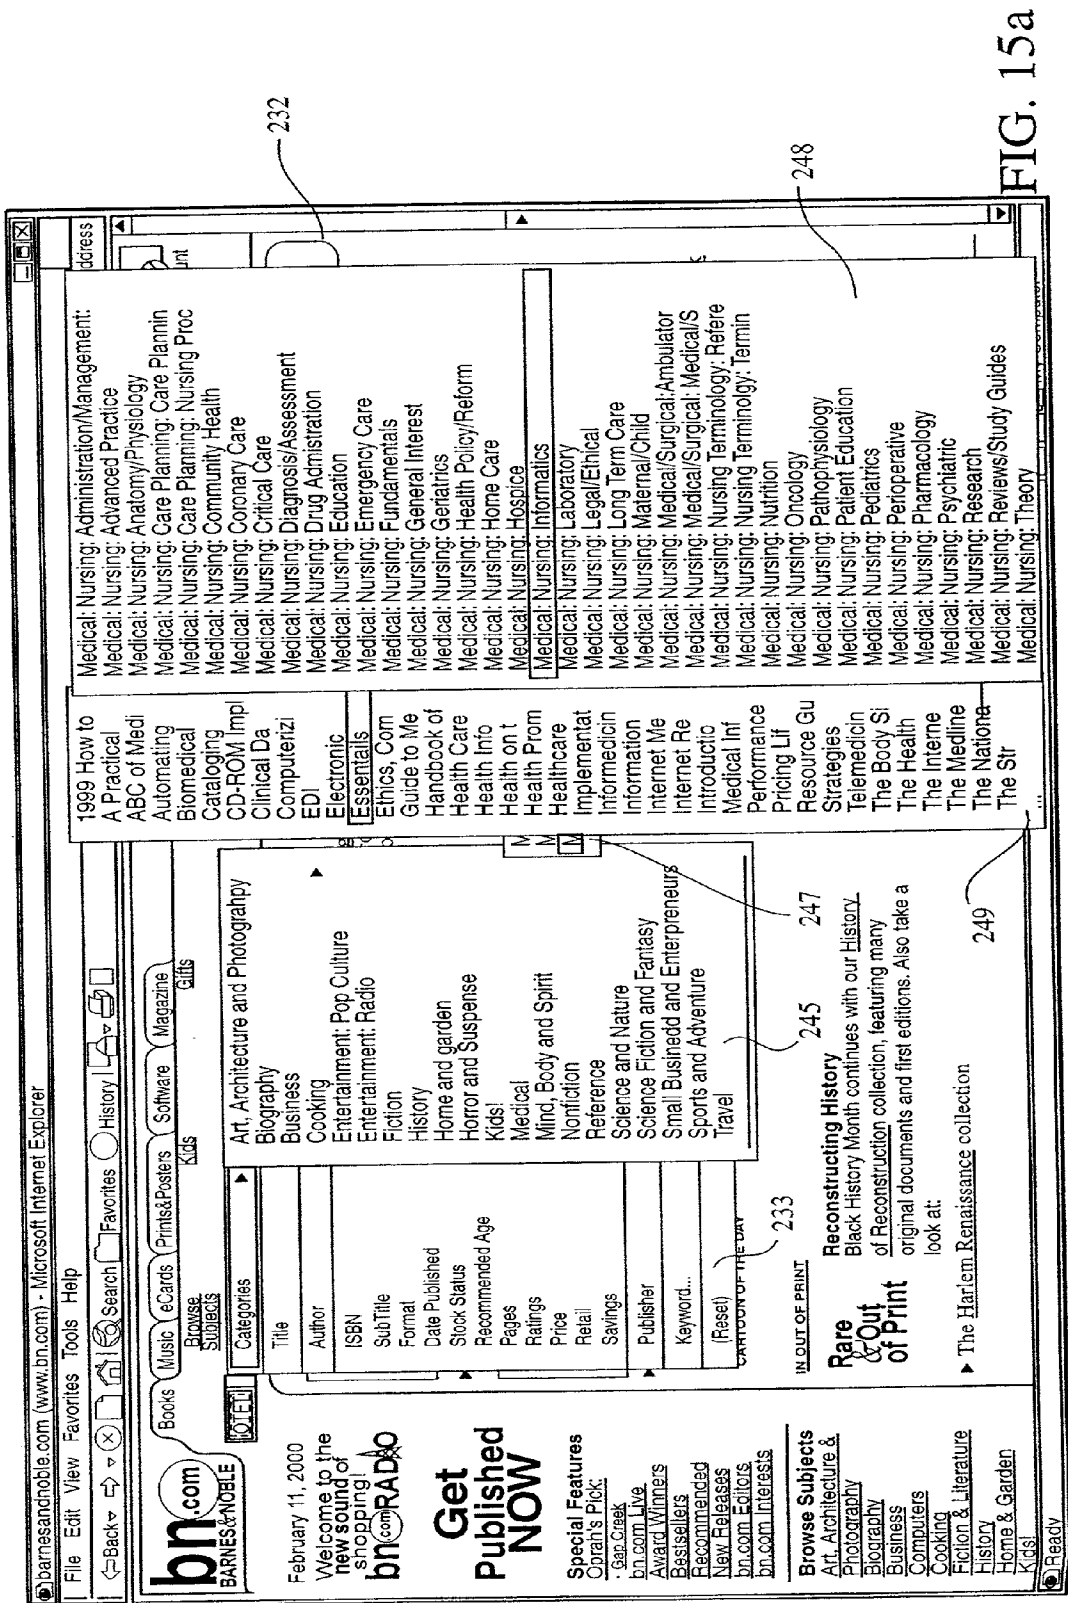 barnesandnoble.com (www.bn.com) - Microsoft Internet Explorer
File Edit View Favorites Tools Help
Back
Search
Favorites
History
ddress
bn.com
BARNES&NOBLE
Books
Music
eCards
Prints&Posters
Software
Magazine
Browse
Subjects
Kids
Gifts
unt
February 11, 2000
Welcome to the
new sound of
shopping!
bn.com RADIO
Get
Published
NOW
Special Features
Opran's Pick:
·Gap Creek
bn.com Live
Award Winners
Bestsellers
Recommended
New Releases
bn.com Editors
bn.com Interests
Browse Subjects
Art, Architecture &
Photography
Biography
Business
Computers
Cooking
Fiction & Literature
History
Home & Garden
Kids!
Ready
Categories
Title
Author
ISBN
SubTitle
Format
Date Published
Stock Status
Recommended Age
Pages
Ratings
Price
Retail
Savings
Publisher
Keyword...
(Reset)
CARTOON OF THE DAY
233
IN OUT OF PRINT
Rare
&Out
of Print
Reconstructing History
Black History Month continues with our History
of Reconstruction collection, featuring many
original documents and first editions. Also take a
look at:
The Harlem Renaissance collection
Art, Architecture and Photograhpy
Biography
Business
Cooking
Entertainment: Pop Culture
Entertainment: Radio
Fiction
History
Home and garden
Horror and Suspense
Kids!
Medical
Mind, Body and Spirit
Nonfiction
Reference
Science and Nature
Science Fiction and Fantasy
Small Businedd and Enterpreneurs
Sports and Adventure
Travel
245
M
M
M
247
1999 How to
A Practical
ABC of Medi
Automating
Biomedical
Cataloging
CD-ROM Impl
Clinical Da
Computerizi
EDI
Electronic
Essentails
Ethics, Com
Guide to Me
Handbook of
Health Care
Health Info
Health on t
Health Prom
Healthcare
Implementat
Informedicin
Information
Internet Me
Internet Re
Introductio
Medical Inf
Performance
Pricing Lif
Resource Gu
Strategies
Telemedicin
The Body Si
The Health
The Interne
The Medline
The Nationa
The Str
...
249
Medical: Nursing: Administration/Management:
Medical: Nursing: Advanced Practice
Medical: Nursing: Anatomy/Physiology
Medical: Nursing: Care Planning: Care Plannin
Medical: Nursing: Care Planning: Nursing Proc
Medical: Nursing: Community Health
Medical: Nursing: Coronary Care
Medical: Nursing: Critical Care
Medical: Nursing: Diagnosis/Assessment
Medical: Nursing: Drug Admistration
Medical: Nursing: Education
Medical: Nursing: Emergency Care
Medical: Nursing: Fundamentals
Medical: Nursing: General Interest
Medical: Nursing: Geriatrics
Medical: Nursing: Health Policy/Reform
Medical: Nursing: Home Care
Medical: Nursing: Hospice
Medical: Nursing: Informatics
Medical: Nursing: Laboratory
Medical: Nursing: Legal/Ethical
Medical: Nursing: Long Term Care
Medical: Nursing: Maternal/Child
Medical: Nursing: Medical/Surgical:Ambulator
Medical: Nursing: Medical/Surgical: Medical/S
Medical: Nursing: Nursing Terminology: Refere
Medical: Nursing: Nursing Terminolgy: Termin
Medical: Nursing: Nutrition
Medical: Nursing: Oncology
Medical: Nursing: Pathophysiology
Medical: Nursing: Patient Education
Medical: Nursing: Pediatrics
Medical: Nursing: Perioperative
Medical: Nursing: Pharmacology
Medical: Nursing: Psychiatric
Medical: Nursing: Research
Medical: Nursing: Reviews/Study Guides
Medical: Nursing: Theory
232
248
FIG. 15a